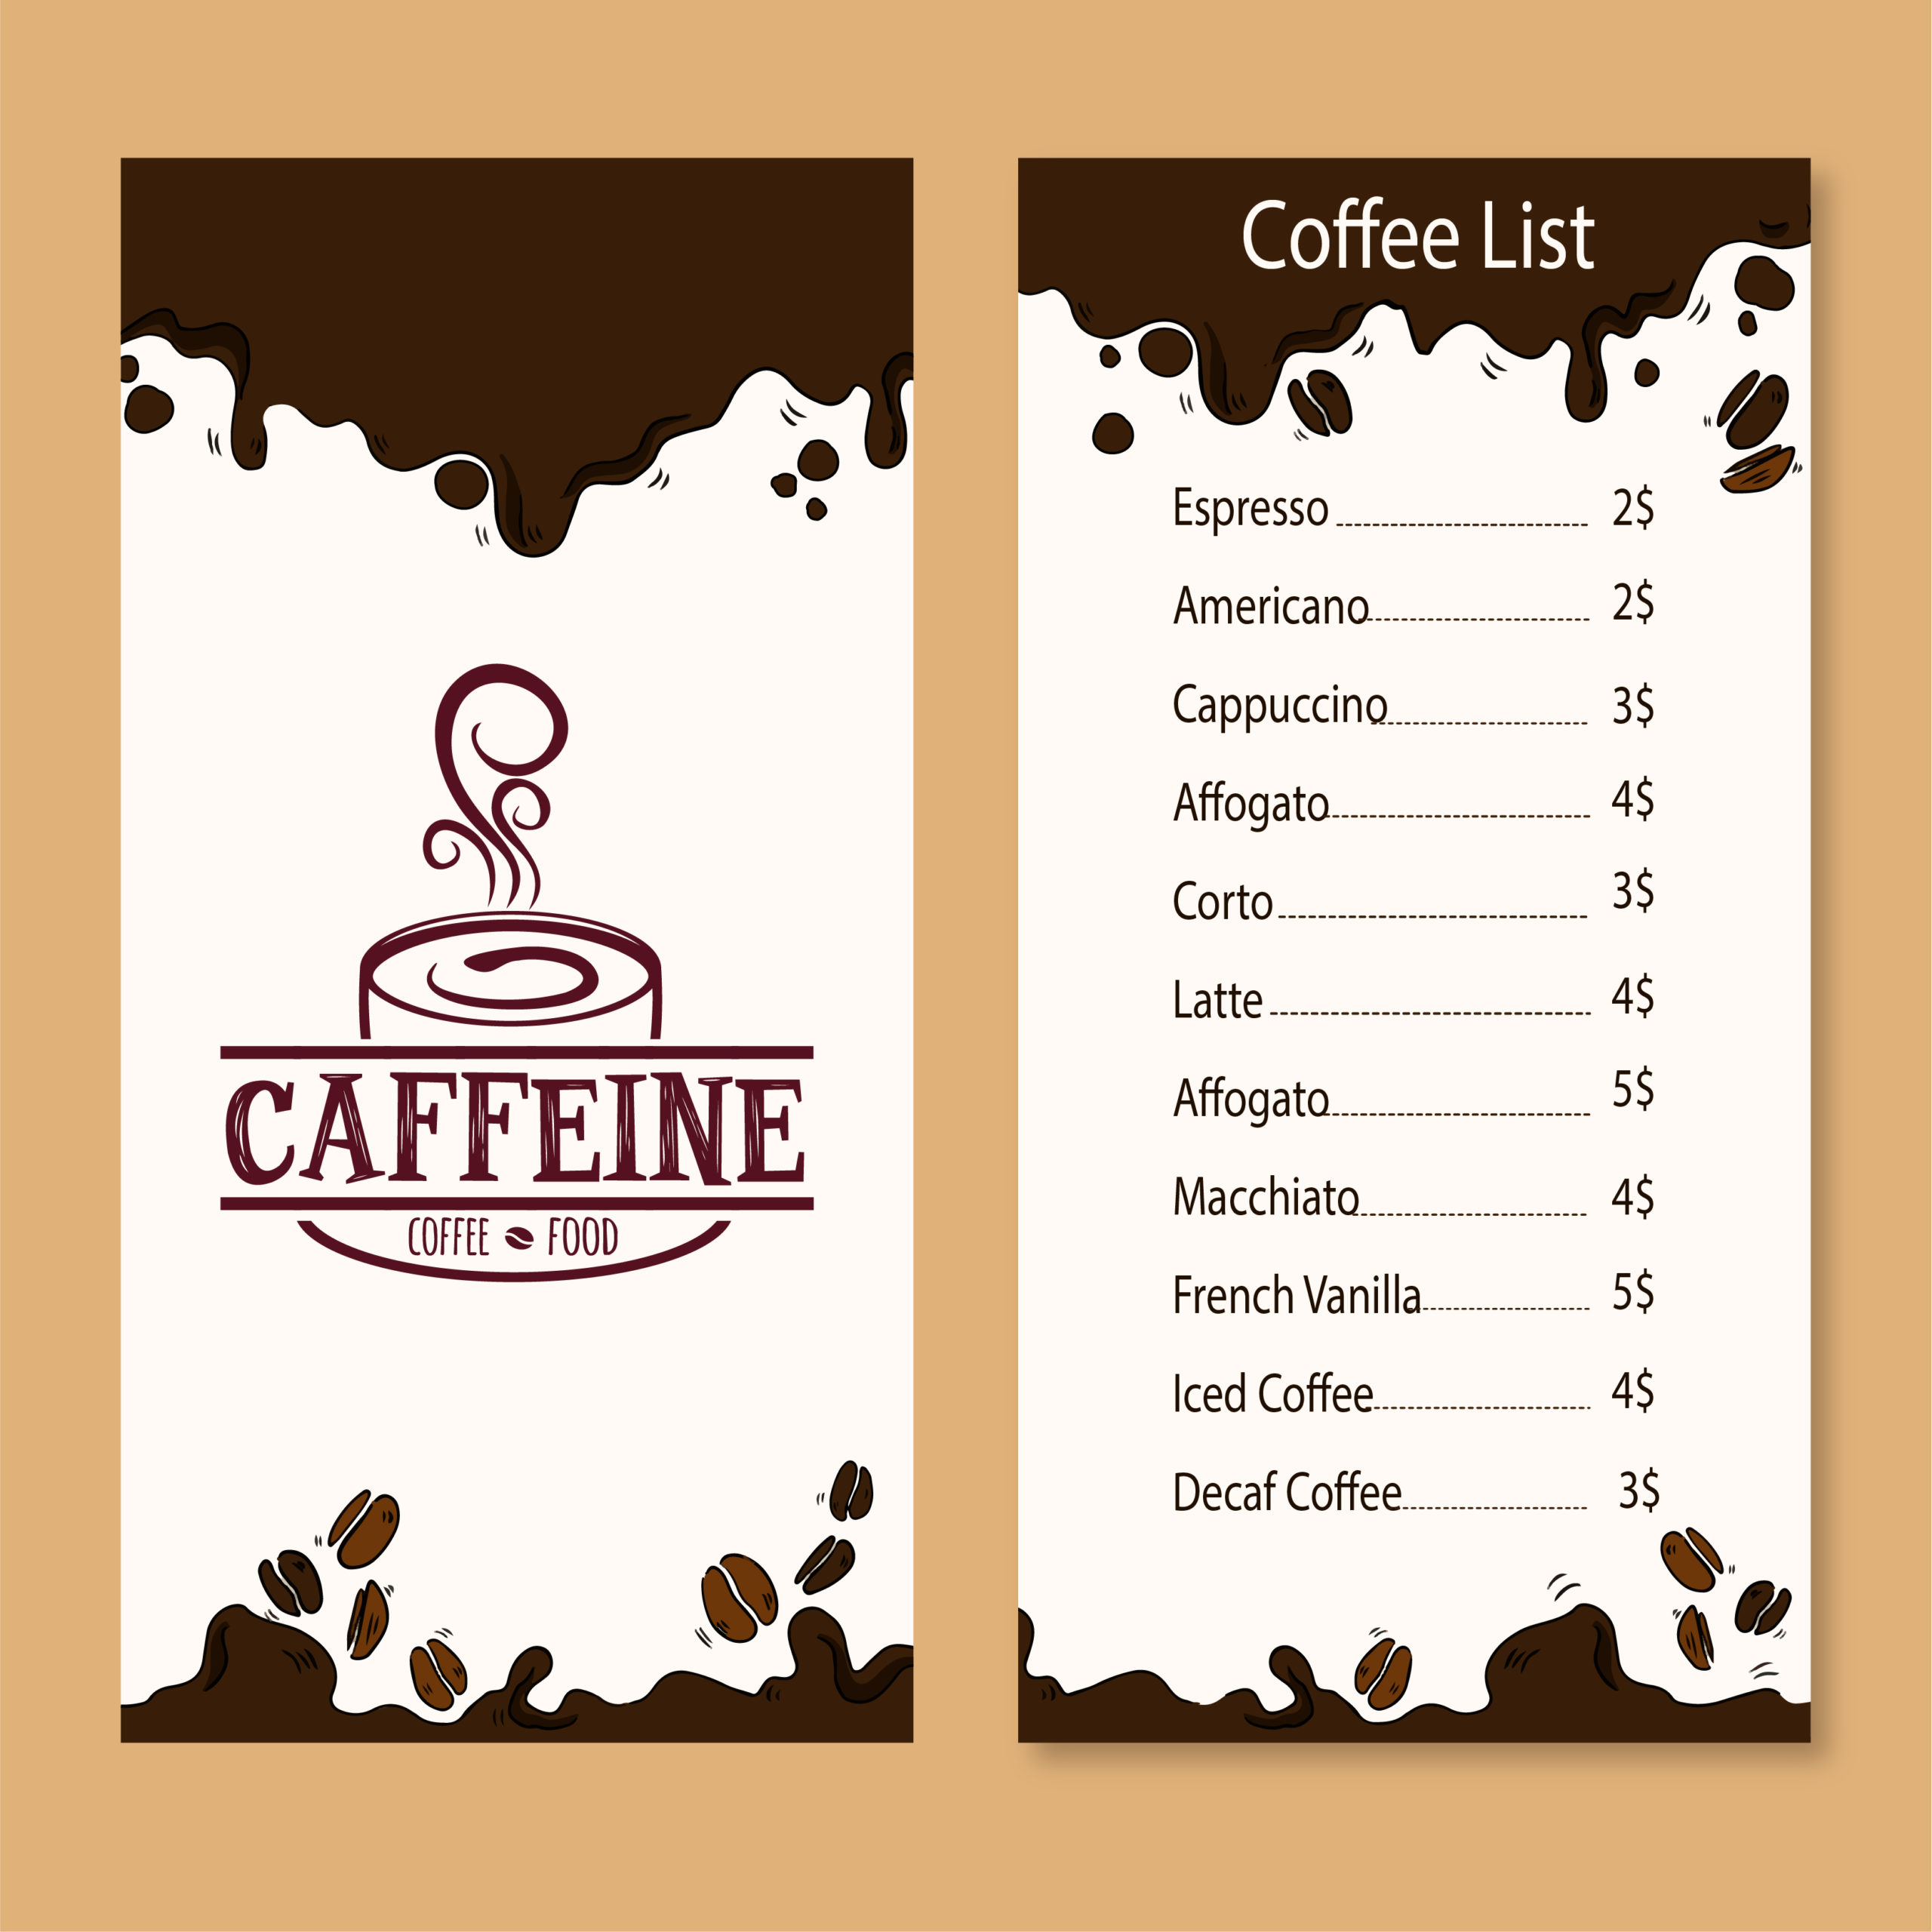 CAFFEINE
COFFEE FOOD
Coffee List
Espresso 2$
Americano 2$
Cappuccino 3$
Affogato 4$
Corto 3$
Latte 4$
Affogato 5$
Macchiato 4$
French Vanilla 5$
Iced Coffee 4$
Decaf Coffee 3$